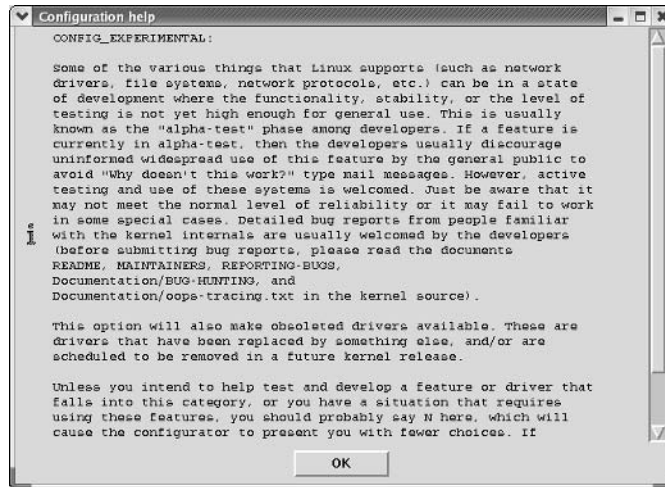 Configuration help
CONFIG_EXPERIMENTAL:
Some of the various things that Linux supports (such as network
drivers, file systems, network protocols, etc.) can be in a state
of development where the functionality, stability, or the level of
testing is not yet high enough for general use. This is usually
known as the "alpha-test" phase among developers. If a feature is
currently in alpha-test, then the developers usually discourage
uninformed widespread use of this feature by the general public to
avoid "Why doesn't this work?" type mail messages. However, active
testing and use of these systems is welcomed. Just be aware that it
may not meet the normal level of reliability or it may fail to work
in some special cases. Detailed bug reports from people familiar
with the kernel internals are usually welcomed by the developers
(before submitting bug reports, please read the documents
README, MAINTAINERS, REPORTING-BUGS,
Documentation/BUG-HUNTING, and
Documentation/oops-tracing.txt in the kernel source).
This option will also make obsoleted drivers available. These are
drivers that have been replaced by something else, and/or are
scheduled to be removed in a future kernel release.
Unless you intend to help test and develop a feature or driver that
falls into this category, or you have a situation that requires
using these features, you should probably say N here, which will
cause the configurator to present you with fewer choices. If
OK